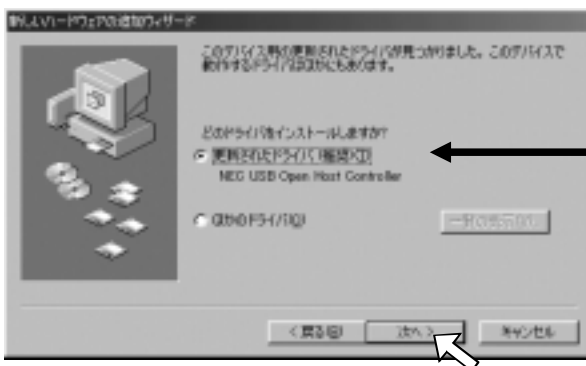 新しいハードウェアの追加ウィザード
このデバイス用の更新されたドライバが見つかりました。このデバイスで
動作するドライバはほかにもあります。
どのドライバをインストールしますか?
更新されたドライバ(推奨)(U)
NEC USB Open Host Controller
ほかのドライバ(O)
一覧の表示(V)
< 戻る(B)
次へ >
キャンセル